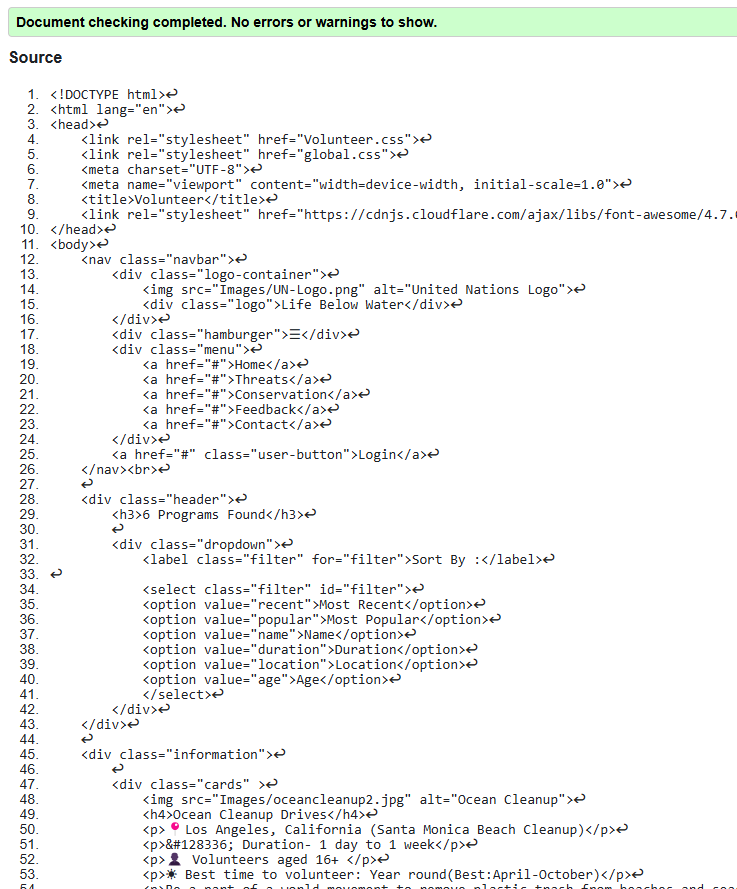 Document checking completed. No errors or warnings to show.
Source
1. <!DOCTYPE html>↩
2. <html lang="en">↩
3. <head>↩
4. <link rel="stylesheet" href="Volunteer.css">↩
5. <link rel="stylesheet" href="global.css">↩
6. <meta charset="UTF-8">↩
7. <meta name="viewport" content="width=device-width, initial-scale=1.0">↩
8. <title>Volunteer</title>↩
9. <link rel="stylesheet" href="https://cdnjs.cloudflare.com/ajax/libs/font-awesome/4.7.
10. </head>↩
11. <body>↩
12. <nav class="navbar">↩
13. <div class="logo-container">↩
14. <img src="Images/UN-Logo.png" alt="United Nations Logo">↩
15. <div class="logo">Life Below Water</div>↩
16. </div>↩
17. <div class="hamburger">☰</div>↩
18. <div class="menu">↩
19. <a href="#">Home</a>↩
20. <a href="#">Threats</a>↩
21. <a href="#">Conservation</a>↩
22. <a href="#">Feedback</a>↩
23. <a href="#">Contact</a>↩
24. </div>↩
25. <a href="#" class="user-button">Login</a>↩
26. </nav><br>↩
27. ↩
28. <div class="header">↩
29. <h3>6 Programs Found</h3>↩
30. ↩
31. <div class="dropdown">↩
32. <label class="filter" for="filter">Sort By :</label>↩
33. ↩
34. <select class="filter" id="filter">↩
35. <option value="recent">Most Recent</option>↩
36. <option value="popular">Most Popular</option>↩
37. <option value="name">Name</option>↩
38. <option value="duration">Duration</option>↩
39. <option value="location">Location</option>↩
40. <option value="age">Age</option>↩
41. </select>↩
42. </div>↩
43. </div>↩
44. ↩
45. <div class="information">↩
46. ↩
47. <div class="cards" >↩
48. <img src="Images/oceancleanup2.jpg" alt="Ocean Cleanup">↩
49. <h4>Ocean Cleanup Drives</h4>↩
50. <p>📍Los Angeles, California (Santa Monica Beach Cleanup)</p>↩
51. <p>&#128336; Duration- 1 day to 1 week</p>↩
52. <p>👤 Volunteers aged 16+ </p>↩
53. <p>☀ Best time to volunteer: Year round(Best:April-October)</p>↩
54. <p>Be a part of a world movement to remove plastic trash from beaches and